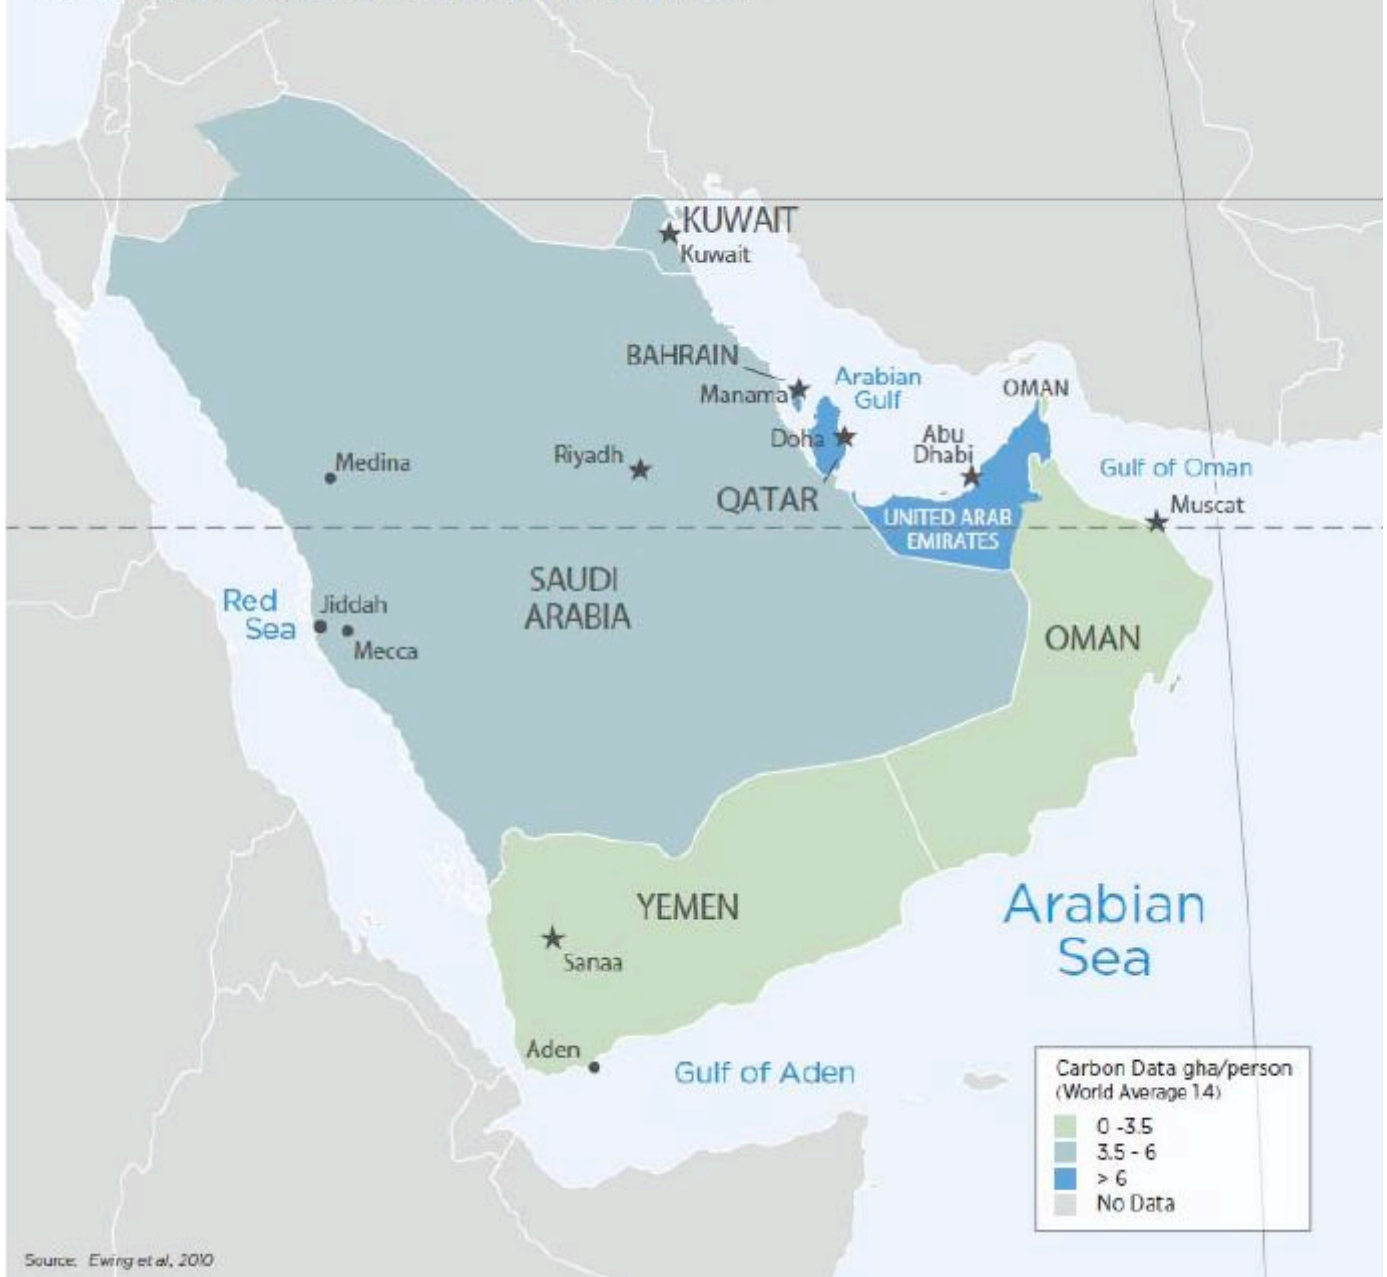 KUWAIT
Kuwait
BAHRAIN
Manama
Arabian
Gulf
OMAN
Doha
Abu
Dhabi
Medina
Riyadh
Gulf of Oman
QATAR
Muscat
UNITED ARAB
EMIRATES
SAUDI
ARABIA
Red
Sea
Jiddah
Mecca
OMAN
YEMEN
Sanaa
Arabian
Sea
Aden
Gulf of Aden
Carbon Data gha/person
(World Average 1.4)
0 -3.5
3.5 - 6
> 6
No Data
Source: Ewing et al, 2010